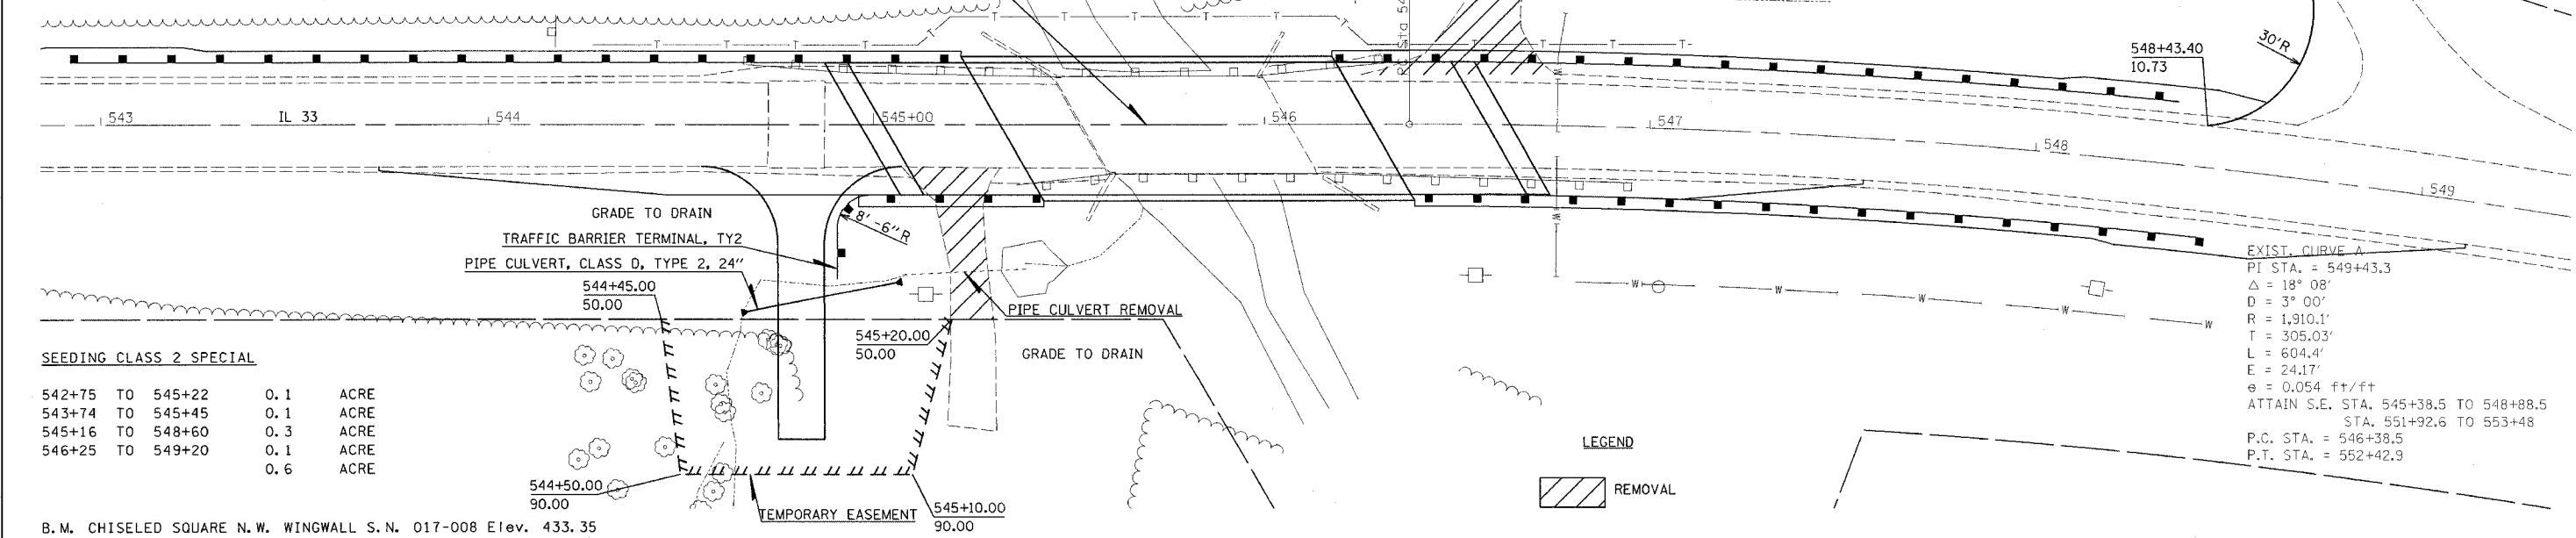 T T T T
T T T T T T
T T T T T
Sta 54
548+43.40
10.73
30'R
543 IL 33 544 545+00 546 547 548 549
W
W
GRADE TO DRAIN
TRAFFIC BARRIER TERMINAL, TY2
8'-6"R
PIPE CULVERT, CLASS D, TYPE 2, 24"
544+45.00
50.00
PIPE CULVERT REMOVAL
545+20.00
50.00
GRADE TO DRAIN
W W W W W
EXIST. CURVE A
PI STA. = 549+43.3
Δ = 18° 08'
D = 3° 00'
R = 1,910.1'
T = 305.03'
L = 604.4'
E = 24.17'
e = 0.054 ft/ft
ATTAIN S.E. STA. 545+38.5 TO 548+88.5
STA. 551+92.6 TO 553+48
P.C. STA. = 546+38.5
P.T. STA. = 552+42.9
SEEDING CLASS 2 SPECIAL
542+75 TO 545+22 0.1 ACRE
543+74 TO 545+45 0.1 ACRE
545+16 TO 548+60 0.3 ACRE
546+25 TO 549+20 0.1 ACRE
0.6 ACRE
544+50.00
90.00
TEMPORARY EASEMENT
545+10.00
90.00
LEGEND
REMOVAL
B.M. CHISELED SQUARE N.W. WINGWALL S.N. 017-008 Elev. 433.35